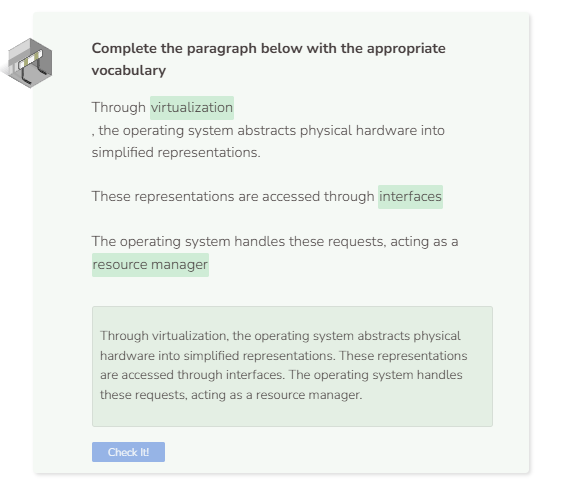 Complete the paragraph below with the appropriate
vocabulary
Through virtualization
, the operating system abstracts physical hardware into
simplified representations.
These representations are accessed through interfaces
The operating system handles these requests, acting as a
resource manager
Through virtualization, the operating system abstracts physical
hardware into simplified representations. These representations
are accessed through interfaces. The operating system handles
these requests, acting as a resource manager.
Check It!